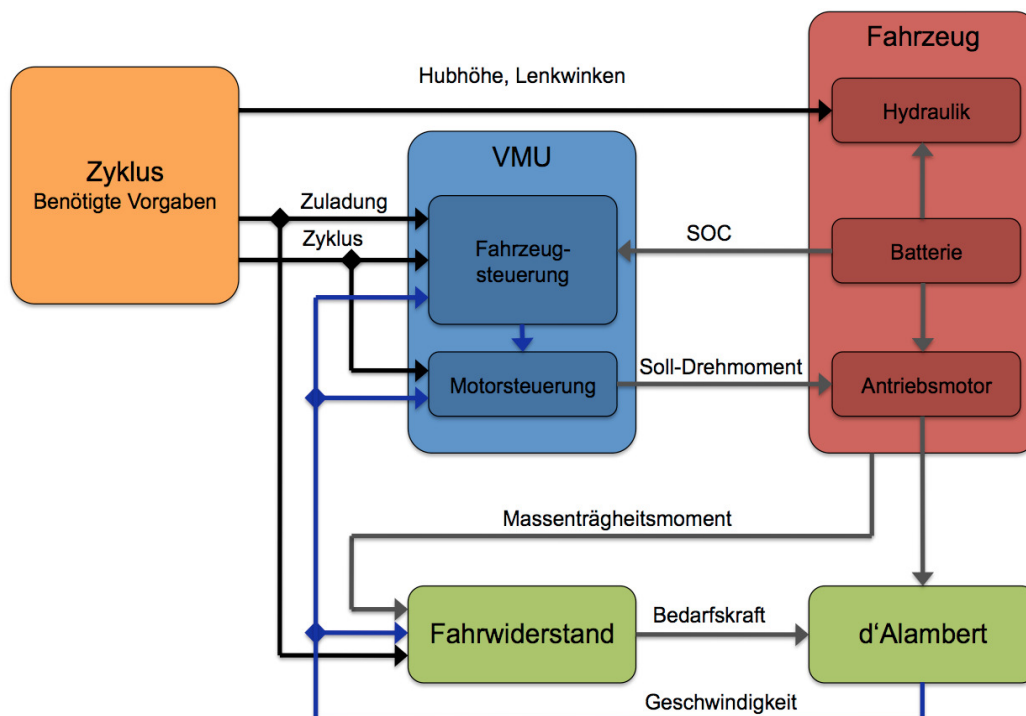 Fahrzeug
Hubhöhe, Lenkwinken
Hydraulik
VMU
Zyklus
Benötigte Vorgaben
Zuladung
Zyklus
Fahrzeug-
steuerung
SOC
Batterie
Motorsteuerung
Soll-Drehmoment
Antriebsmotor
Massenträgheitsmoment
Fahrwiderstand
Bedarfskraft
d‘Alambert
Geschwindigkeit